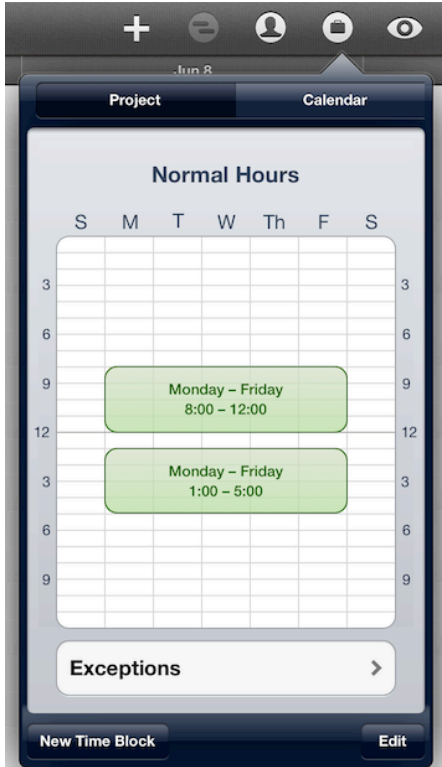 Jun 8
Project Calendar
Normal Hours
S M T W Th F S
3 3
6 6
9 9
Monday – Friday
8:00 – 12:00
12 12
Monday – Friday
1:00 – 5:00
3 3
6 6
9 9
Exceptions
New Time Block Edit